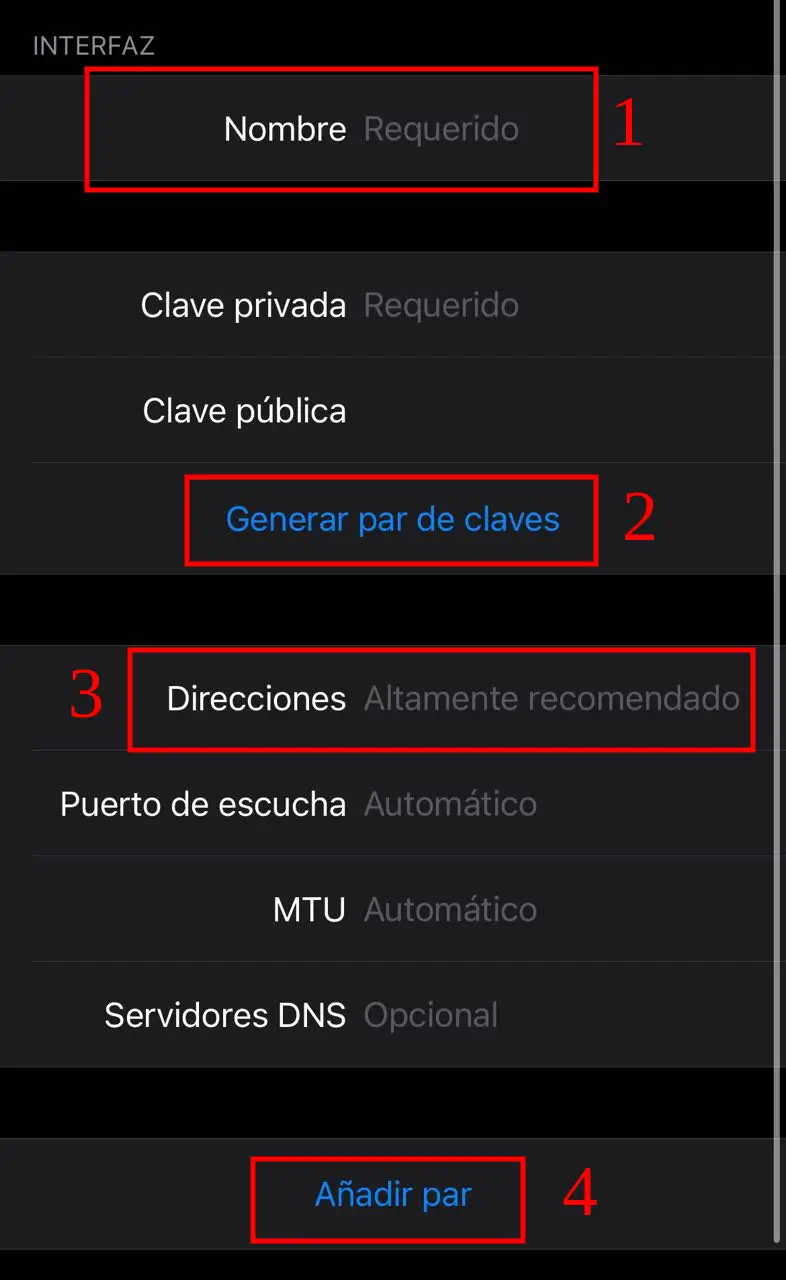 INTERFAZ
Nombre Requerido 1
Clave privada Requerido
Clave pública
Generar par de claves 2
3 Direcciones Altamente recomendado
Puerto de escucha Automático
MTU Automático
Servidores DNS Opcional
Añadir par 4